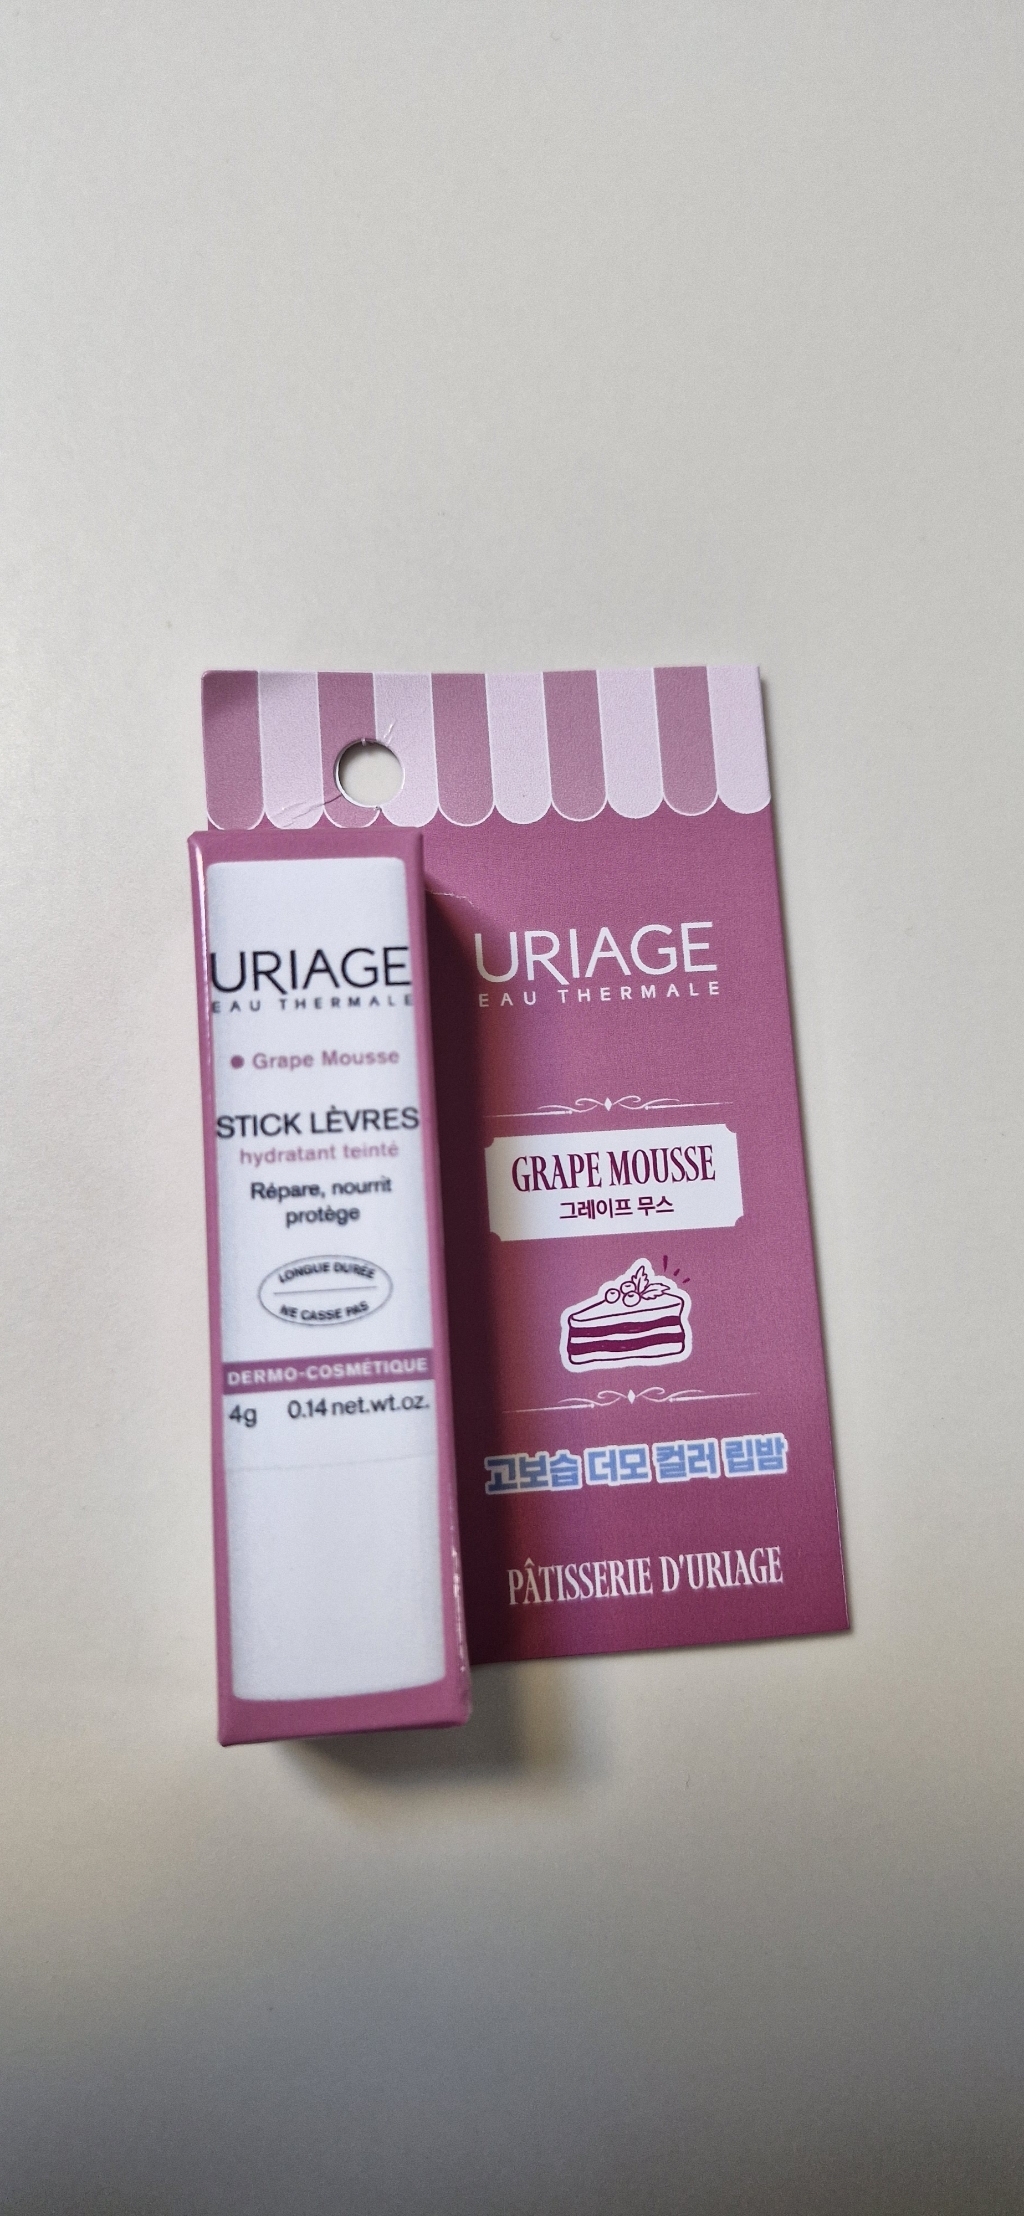 URIAGE
EAU THERMALE
Grape Mousse
STICK LÈVRES
hydratant teinté
Répare, nourrit
protège
LONGUE DURÉE
NE CASSE PAS
DERMO-COSMÉTIQUE
4g 0.14 net.wt.oz.
URIAGE
EAU THERMALE
GRAPE MOUSSE
그레이프 무스
고보습 더모 컬러 립밤
PÂTISSERIE D'URIAGE